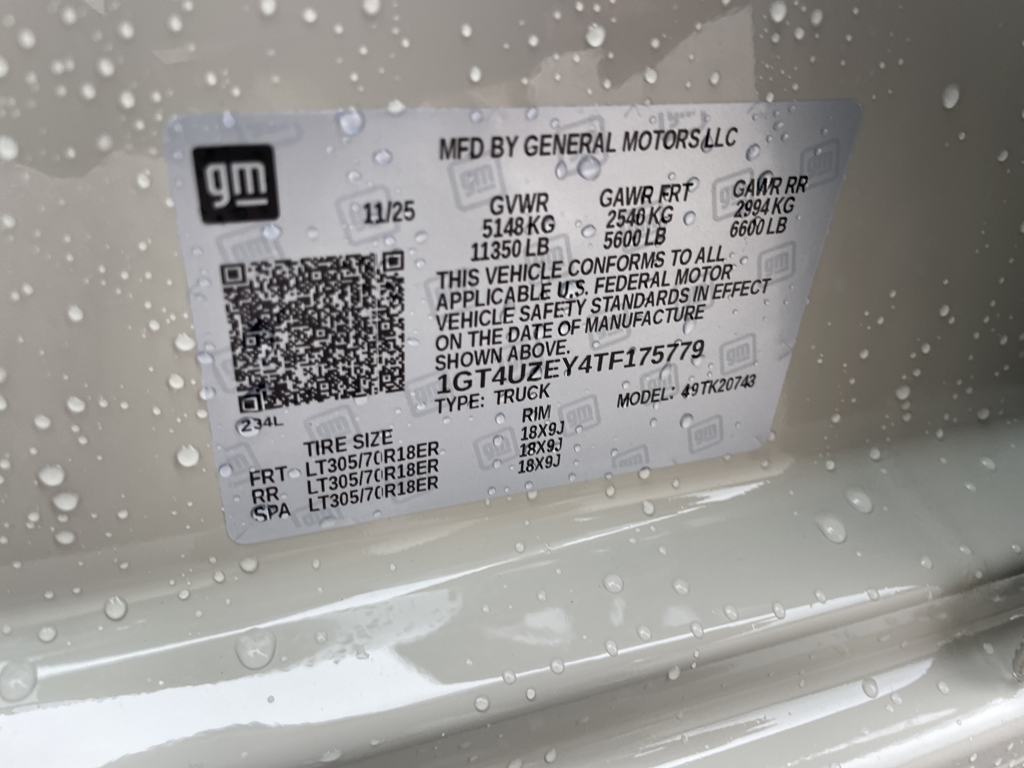 gm
MFD BY GENERAL MOTORS LLC
11/25
GVWR GAWR FRT GAWR RR
5148 KG 2540 KG 2994 KG
11350 LB 5600 LB 6600 LB
THIS VEHICLE CONFORMS TO ALL
APPLICABLE U.S. FEDERAL MOTOR
VEHICLE SAFETY STANDARDS IN EFFECT
ON THE DATE OF MANUFACTURE
SHOWN ABOVE.
1GT4UZEY4TF175779
TYPE: TRUCK MODEL: 49TK20743
234L
TIRE SIZE RIM
FRT LT305/70R18ER 18X9J
RR LT305/70R18ER 18X9J
SPA LT305/70R18ER 18X9J